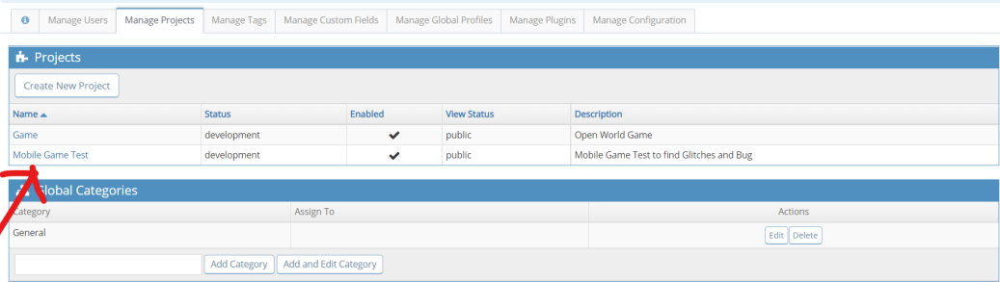 Manage Users Manage Projects Manage Tags Manage Custom Fields Manage Global Profiles Manage Plugins Manage Configuration
Projects
Create New Project
Name Status Enabled View Status Description
Game development public Open World Game
Mobile Game Test development public Mobile Game Test to find Glitches and Bug
Global Categories
Category Assign To Actions
General Edit Delete
Add Category Add and Edit Category